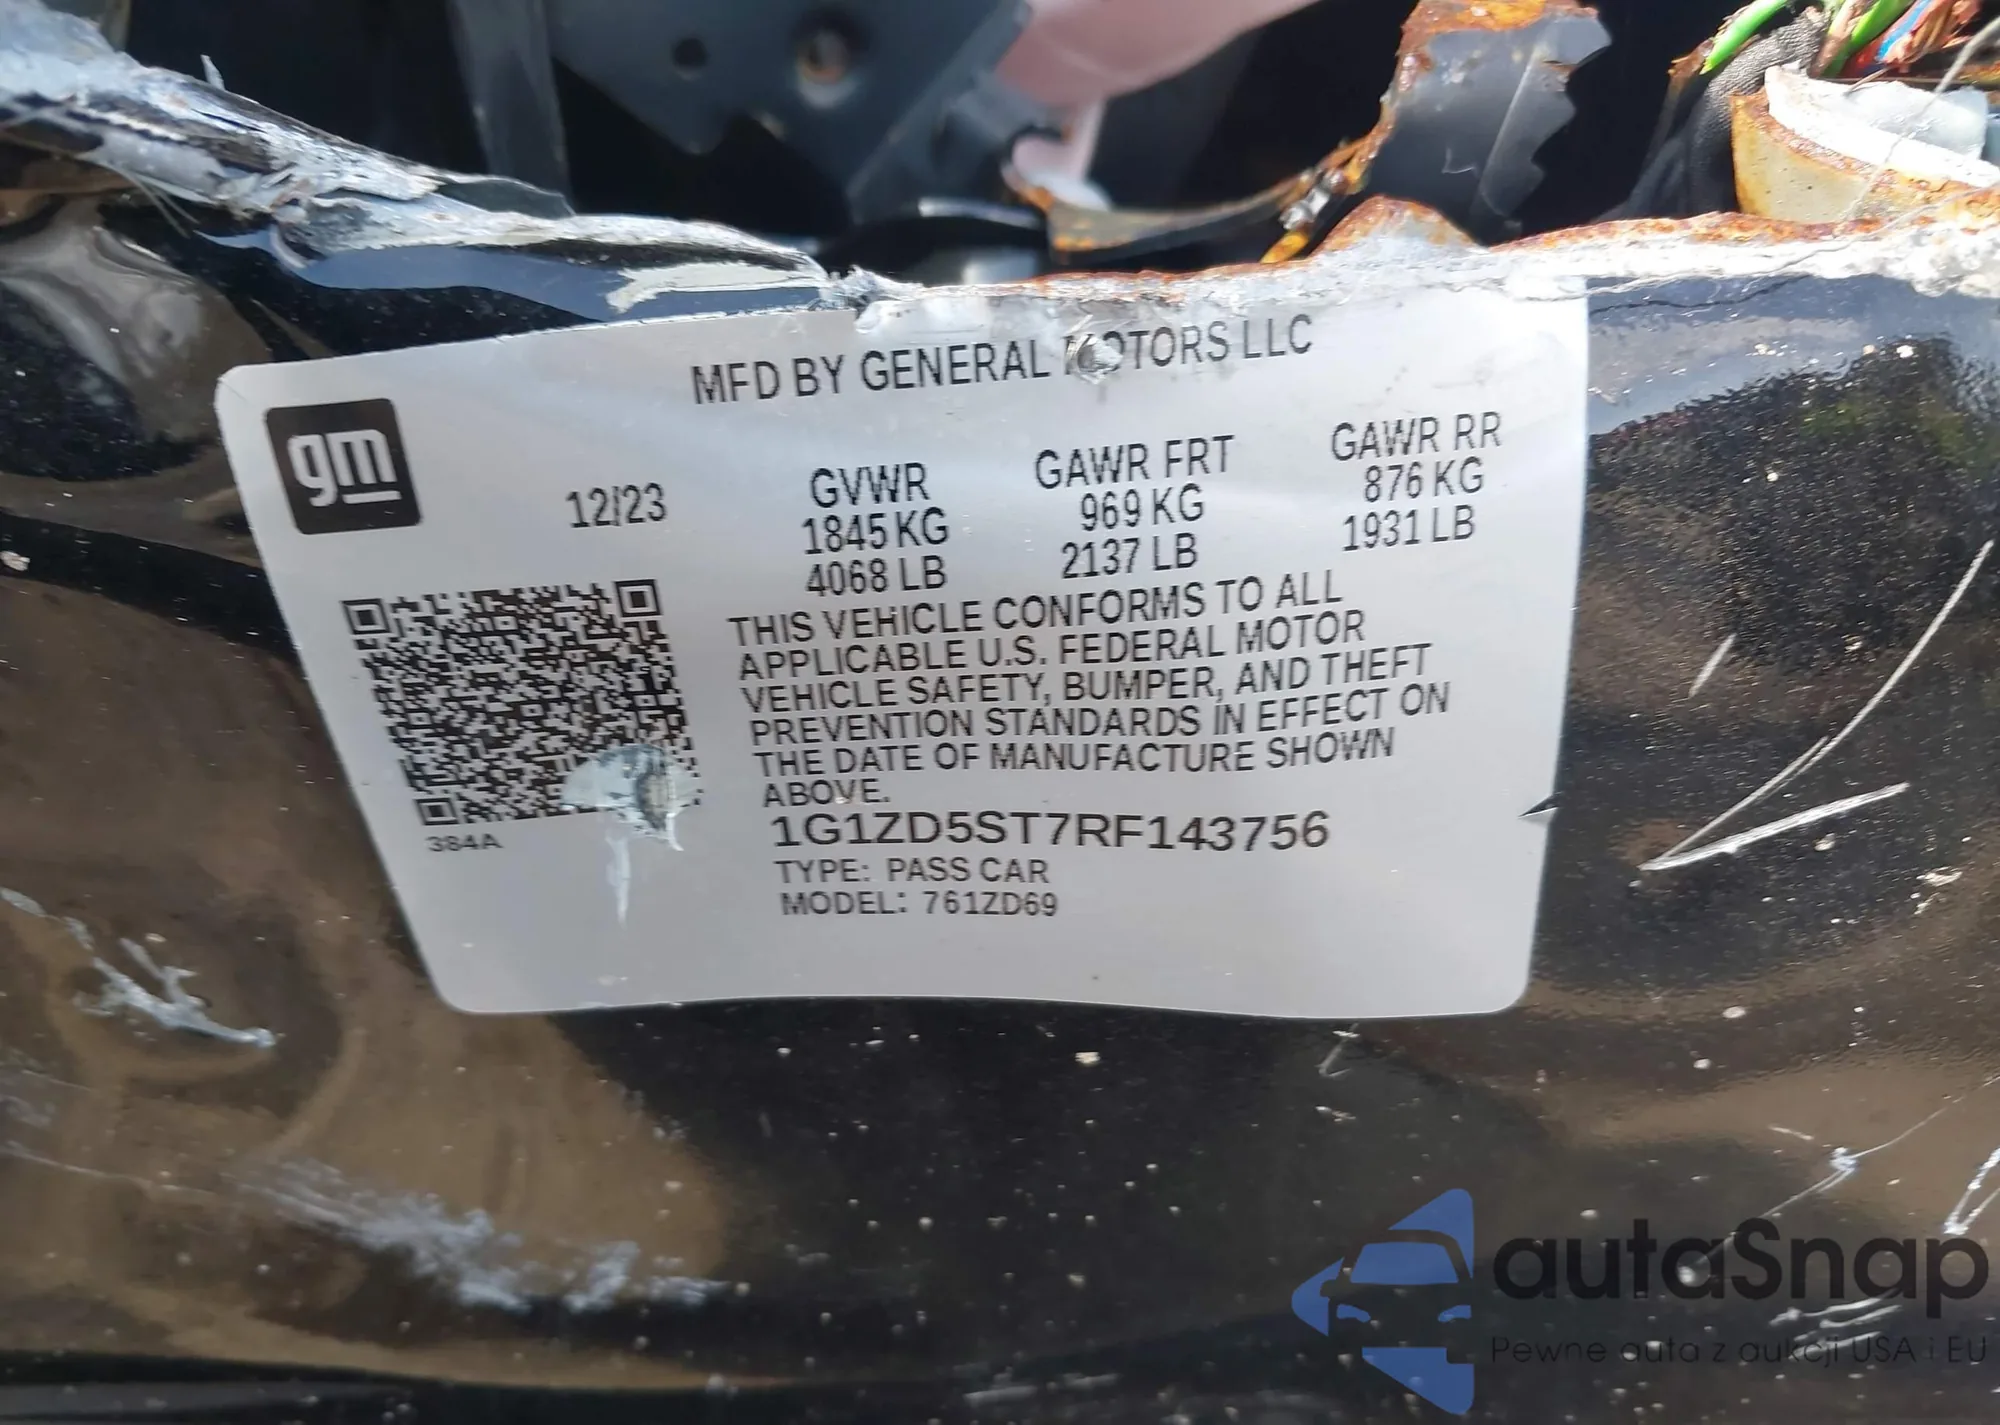 MFD BY GENERAL MOTORS LLC
gm
12/23
GVWR
1845 KG
4068 LB
GAWR FRT
969 KG
2137 LB
GAWR RR
876 KG
1931 LB
THIS VEHICLE CONFORMS TO ALL
APPLICABLE U.S. FEDERAL MOTOR
VEHICLE SAFETY, BUMPER, AND THEFT
PREVENTION STANDARDS IN EFFECT ON
THE DATE OF MANUFACTURE SHOWN
ABOVE.
384A
1G1ZD5ST7RF143756
TYPE: PASS CAR
MODEL: 761ZD69
autaSnap
Pewne auta z aukcji USA i EU